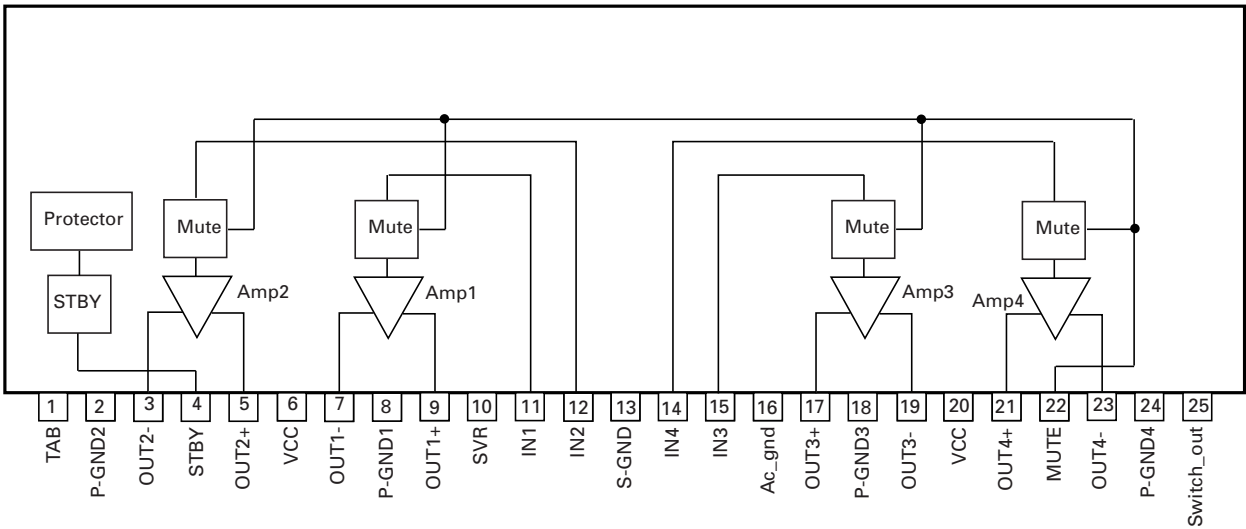 Protector
STBY
Mute
Amp2
Mute
Amp1
Mute
Amp3
Mute
Amp4
1
2
3
4
5
6
7
8
9
10
11
12
13
14
15
16
17
18
19
20
21
22
23
24
25
TAB
P-GND2
OUT2-
STBY
OUT2+
VCC
OUT1-
P-GND1
OUT1+
SVR
IN1
IN2
S-GND
IN4
IN3
Ac_gnd
OUT3+
P-GND3
OUT3-
VCC
OUT4+
MUTE
OUT4-
P-GND4
Switch_out